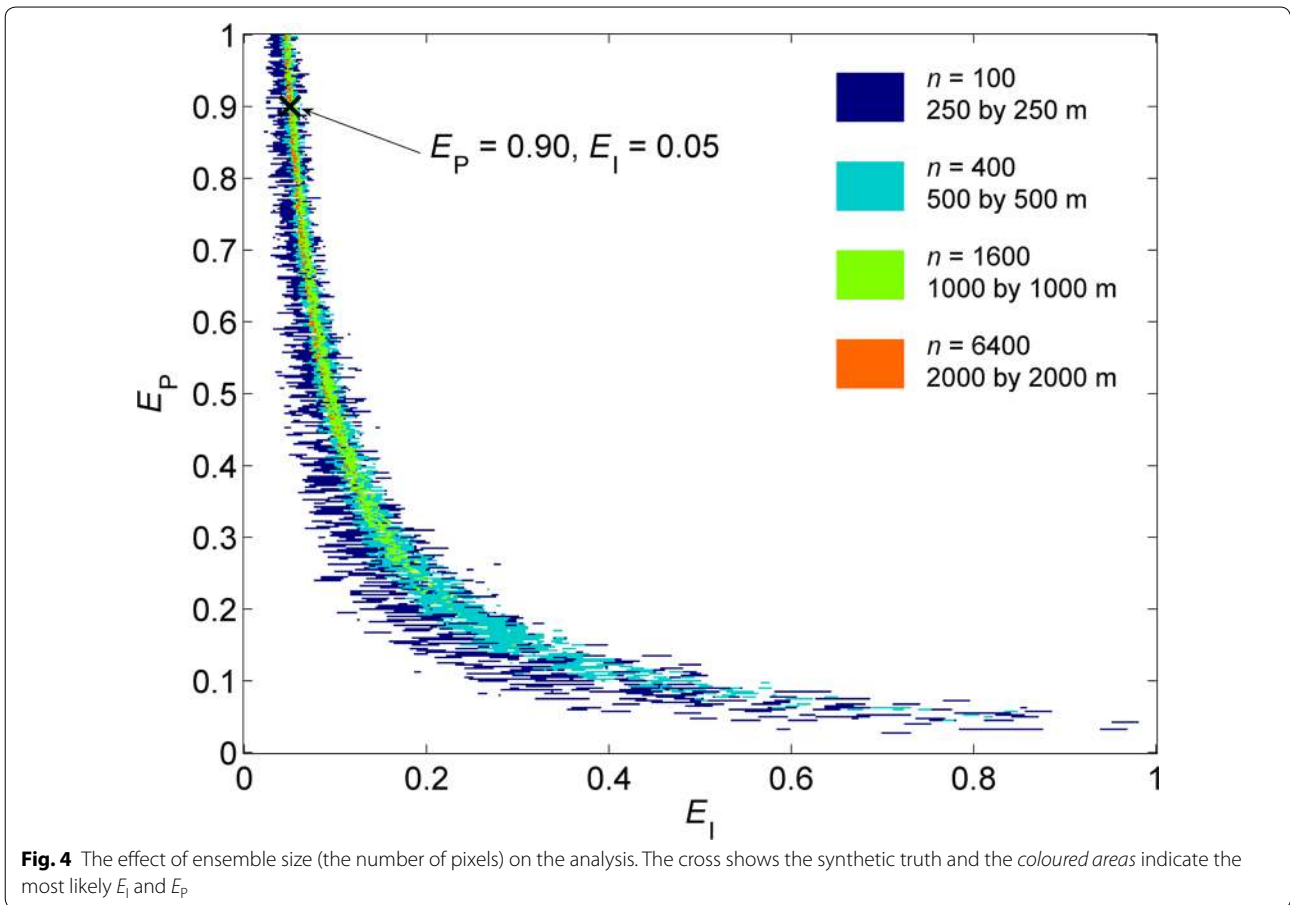 1
0.9
0.8
0.7
0.6
0.5
0.4
0.3
0.2
0.1
0
E_P
E_P = 0.90, E_I = 0.05
n = 100
250 by 250 m
n = 400
500 by 500 m
n = 1600
1000 by 1000 m
n = 6400
2000 by 2000 m
0 0.2 0.4 0.6 0.8 1
E_I
Fig. 4 The effect of ensemble size (the number of pixels) on the analysis. The cross shows the synthetic truth and the coloured areas indicate the
most likely E_I and E_P